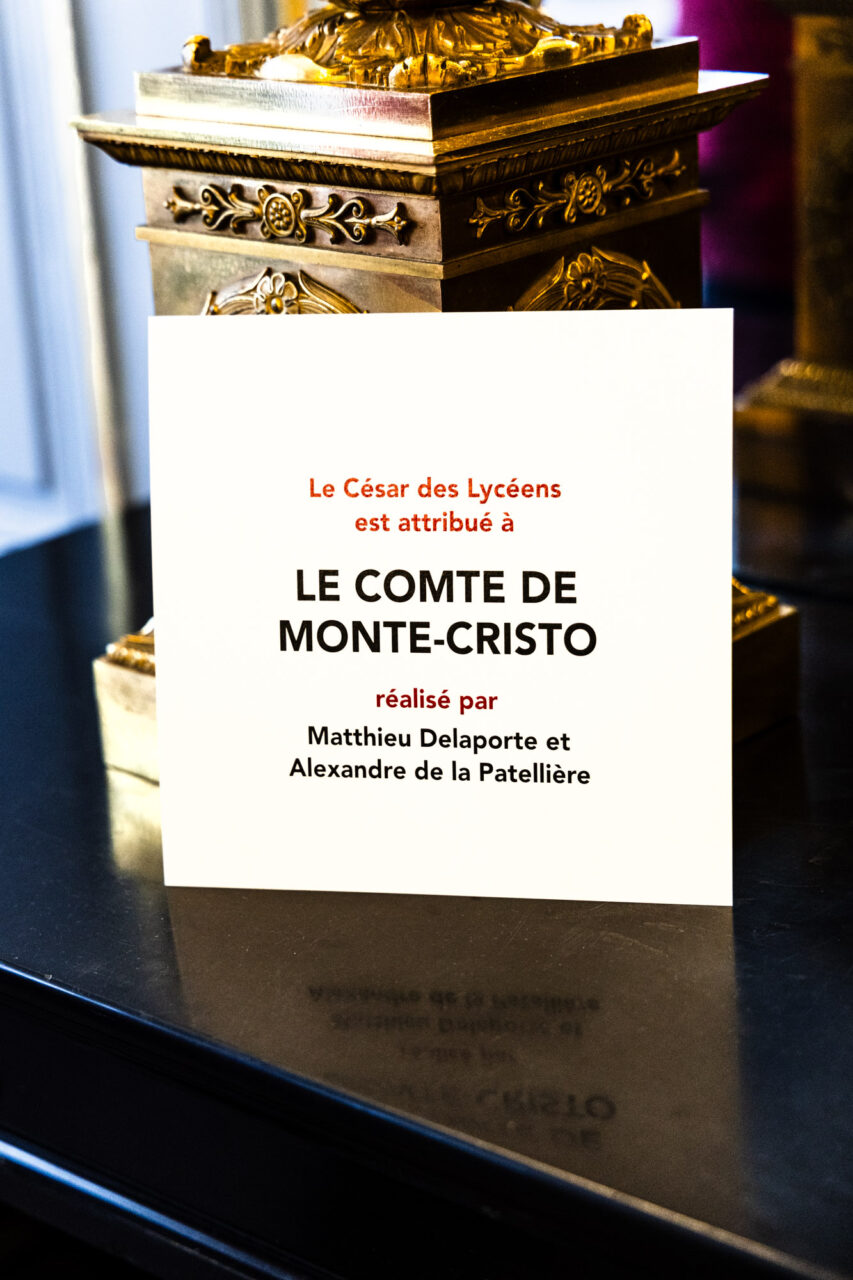 Le César des Lycéens
est attribué à
LE COMTE DE
MONTE-CRISTO
réalisé par
Matthieu Delaporte et
Alexandre de la Patellière